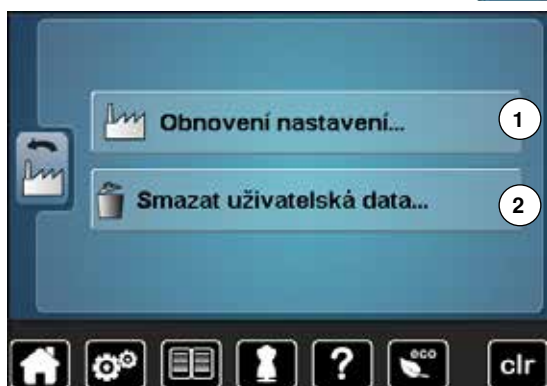 Obnovení nastavení...
1
Smazat uživatelská data...
2
?
eco
clr